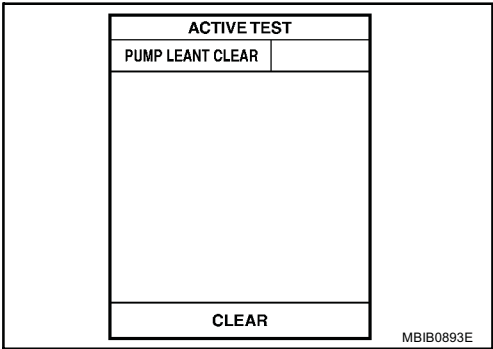 ACTIVE TEST
PUMP LEANT CLEAR
CLEAR
MBIB0893E